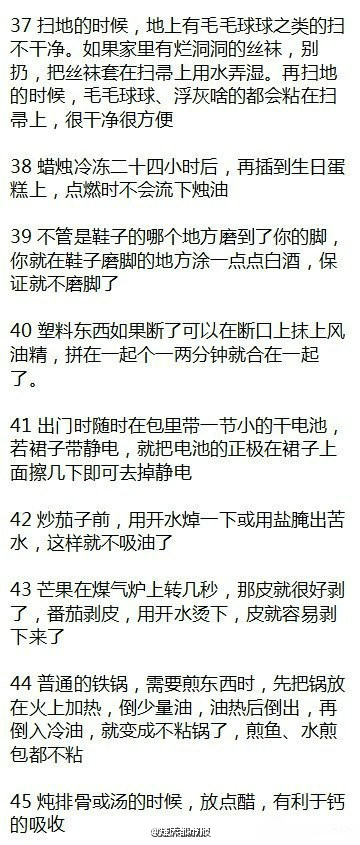 37 扫地的时候，地上有毛毛球球之类的扫
不干净。如果家里有烂洞洞的丝袜，别
扔，把丝袜套在扫帚上用水弄湿。再扫地
的时候，毛毛球球、浮灰啥的都会粘在扫
帚上，很干净很方便
38 蜡烛冷冻二十四小时后，再插到生日蛋
糕上，点燃时不会流下烛油
39 不管是鞋子的哪个地方磨到了你的脚，
你就在鞋子磨脚的地方涂一点点白酒，保
证就不磨脚了
40 塑料东西如果断了可以在断口上抹上风
油精，拼在一起个一两分钟就合在一起
了。
41 出门时随时在包里带一节小的干电池，
若裙子带静电，就把电池的正极在裙子上
面擦几下即可去掉静电
42 炒茄子前，用开水焯一下或用盐腌出苦
水，这样就不吸油了
43 芒果在煤气炉上转几秒，那皮就很好剥
了，番茄剥皮，用开水烫下，皮就容易剥
下来了
44 普通的铁锅，需要煎东西时，先把锅放
在火上加热，倒少量油，油热后倒出，再
倒入冷油，就变成不粘锅了，煎鱼、水煎
包都不粘
45 炖排骨或汤的时候，放点醋，有利于钙
的吸收